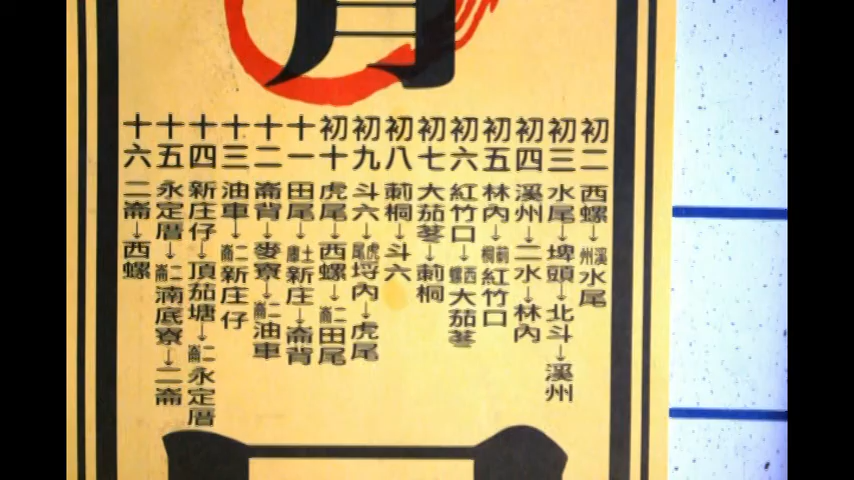 初二 西螺→溪州水尾
初三 水尾→埤頭→北斗→溪州
初四 溪州→二水→林內
初五 林內→莿桐紅竹口
初六 紅竹口→西螺大茄苳
初七 大茄苳→莿桐
初八 莿桐→斗六
初九 斗六→虎尾埒內→虎尾
初十 虎尾→西螺→二崙田尾
十一 田尾→土庫新庄→崙背
十二 崙背→麥寮→二崙油車
十三 油車→二崙新庄仔
十四 新庄仔→頂茄塘→二崙永定厝
十五 永定厝→二崙湳底寮→二崙
十六 二崙→西螺